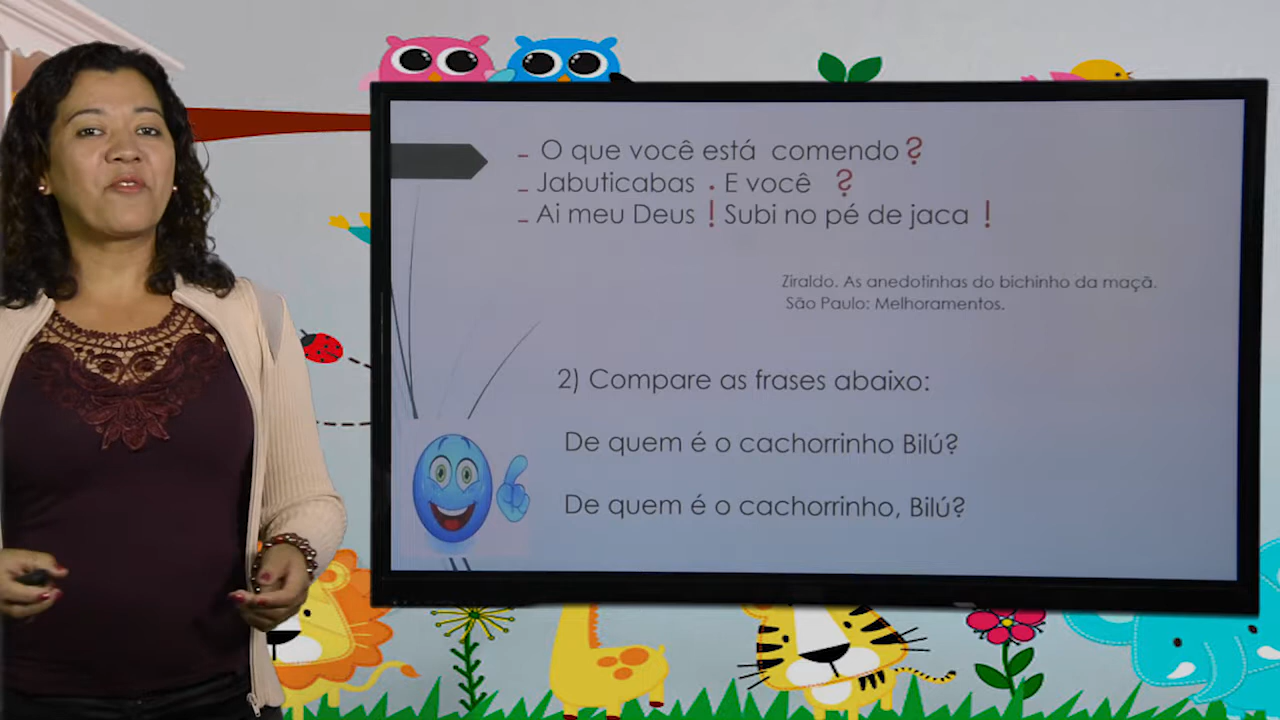 – O que você está comendo?
– Jabuticabas . E você ?
– Ai meu Deus ! Subi no pé de jaca !
Ziraldo. As anedotinhas do bichinho da maçã.
São Paulo: Melhoramentos.
2) Compare as frases abaixo:
De quem é o cachorrinho Bilú?
De quem é o cachorrinho, Bilú?